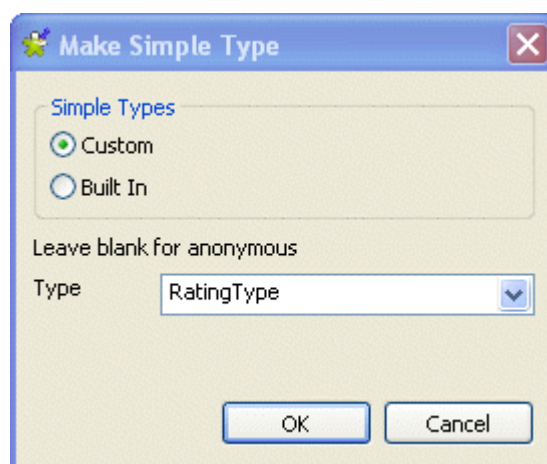 Make Simple Type
Simple Types
Custom
Built In
Leave blank for anonymous
Type RatingType
OK Cancel